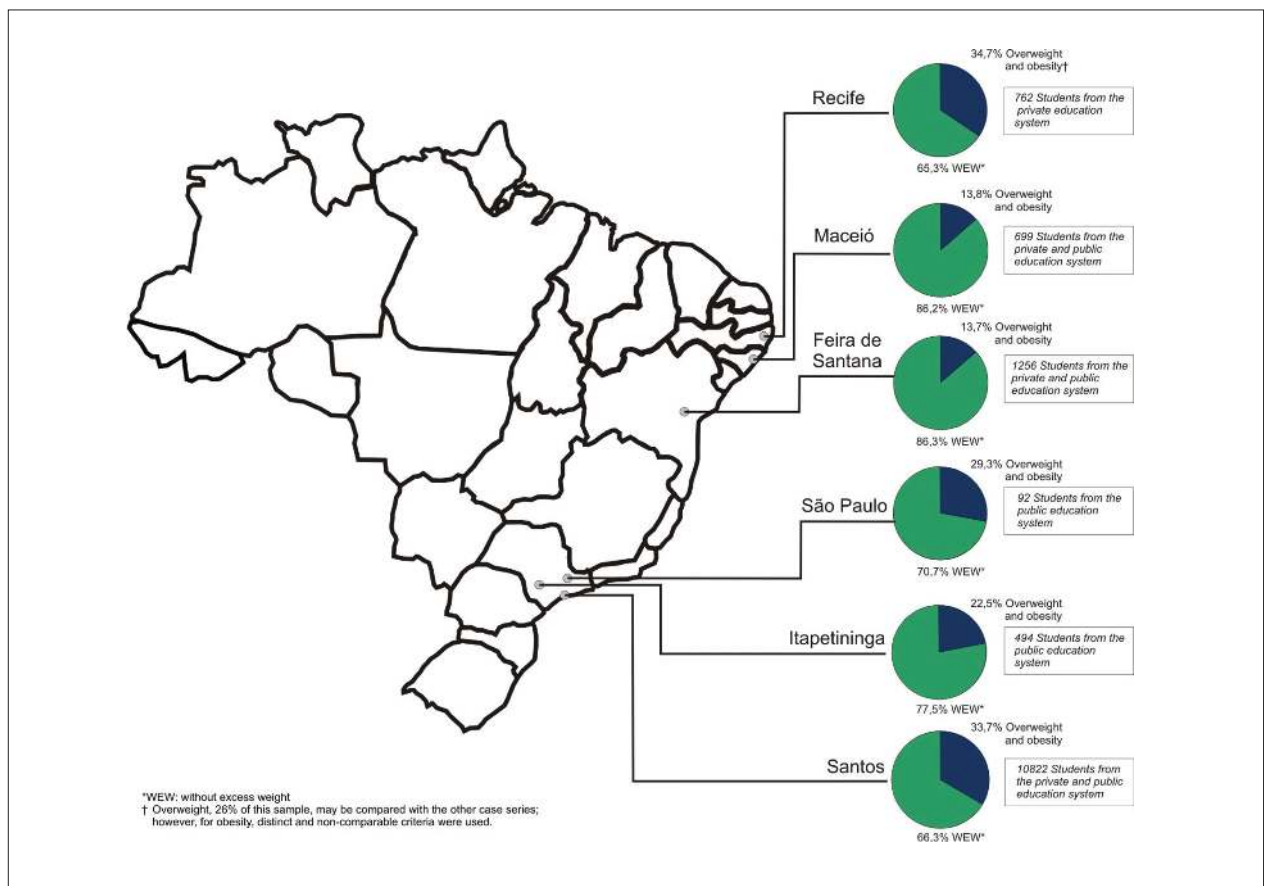 34,7% Overweight
and obesity†
Recife
762 Students from the
private education
system
65,3% WEW*
13,8% Overweight
and obesity
Maceió
699 Students from the
private and public
education system
86,2% WEW*
13,7% Overweight
and obesity
Feira de
Santana
1256 Students from the
private and public
education system
86,3% WEW*
29,3% Overweight
and obesity
São Paulo
92 Students from the
public education
system
70,7% WEW*
22,5% Overweight
and obesity
Itapetininga
494 Students from the
public education
system
77,5% WEW*
33,7% Overweight
and obesity
Santos
10822 Students from
the private and public
education system
66,3% WEW*
*WEW: without excess weight
† Overweight, 26% of this sample, may be compared with the other case series;
however, for obesity, distinct and non-comparable criteria were used.